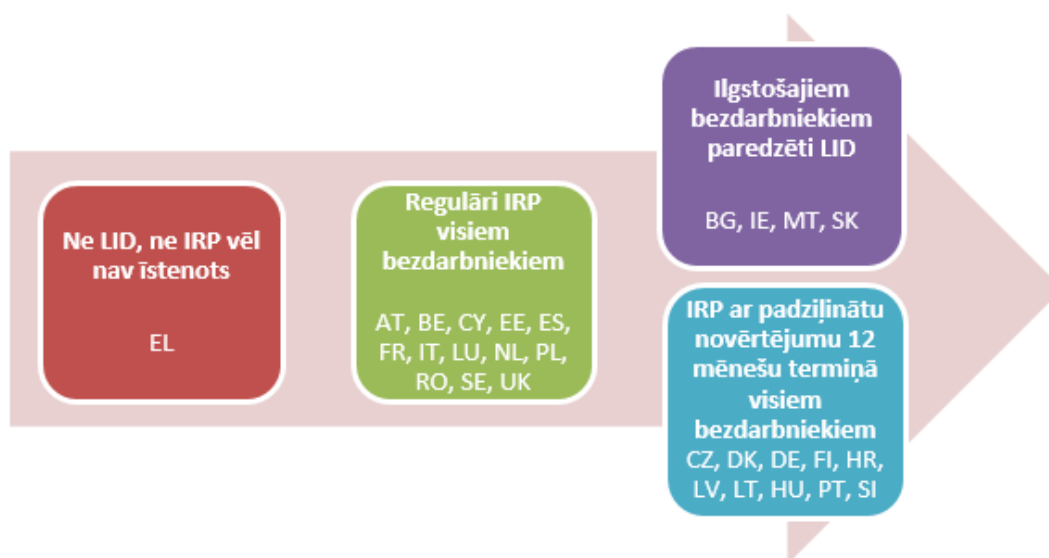 Ne LID, ne IRP vēl
nav īstenots
EL
Regulāri IRP
visiem
bezdarbniekiem
AT, BE, CY, EE, ES,
FR, IT, LU, NL, PL,
RO, SE, UK
Ilgstošajiem
bezdarbniekiem
paredzēti LID
BG, IE, MT, SK
IRP ar padziļinātu
novērtējumu 12
mēnešu termiņā
visiem
bezdarbniekiem
CZ, DK, DE, FI, HR,
LV, LT, HU, PT, SI